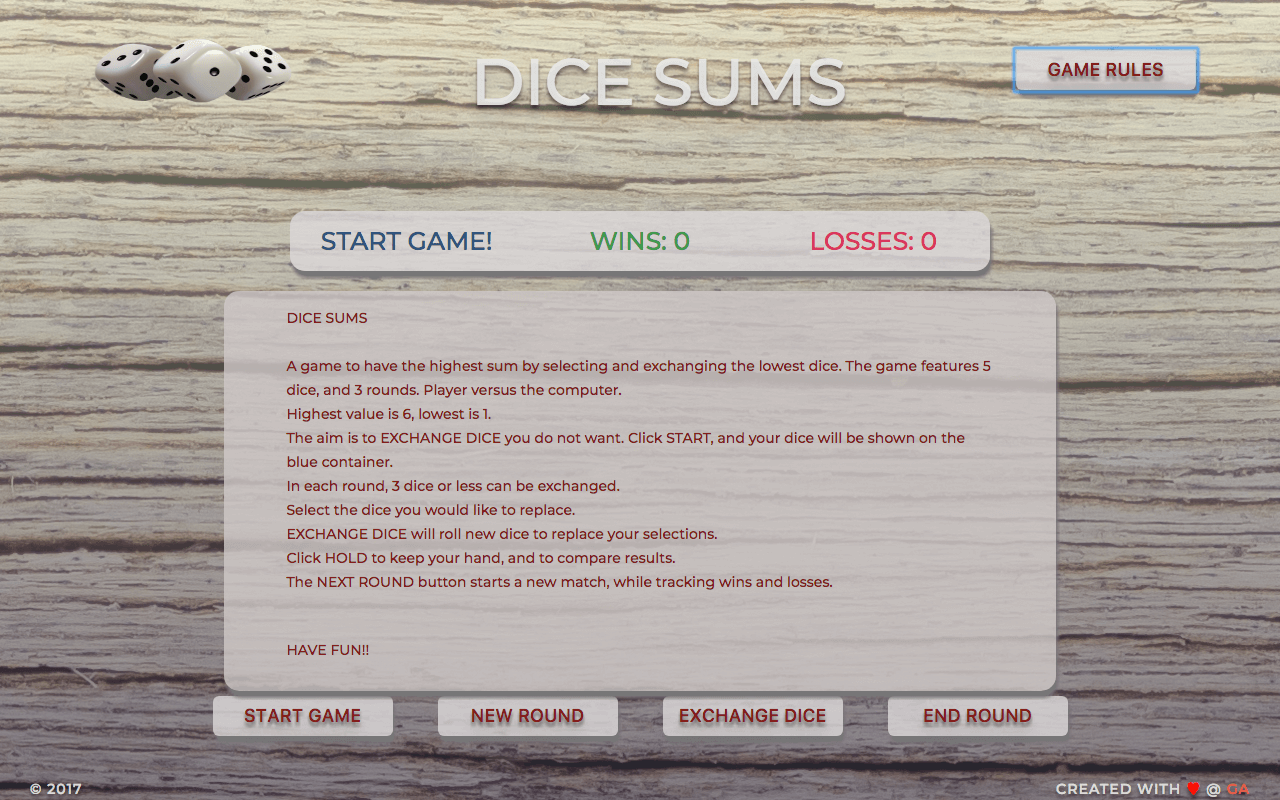 DICE SUMS
GAME RULES
START GAME!
WINS: 0
LOSSES: 0
DICE SUMS
A game to have the highest sum by selecting and exchanging the lowest dice. The game features 5
dice, and 3 rounds. Player versus the computer.
Highest value is 6, lowest is 1.
The aim is to EXCHANGE DICE you do not want. Click START, and your dice will be shown on the
blue container.
In each round, 3 dice or less can be exchanged.
Select the dice you would like to replace.
EXCHANGE DICE will roll new dice to replace your selections.
Click HOLD to keep your hand, and to compare results.
The NEXT ROUND button starts a new match, while tracking wins and losses.
HAVE FUN!!
START GAME
NEW ROUND
EXCHANGE DICE
END ROUND
© 2017
CREATED WITH ❤ @ GA